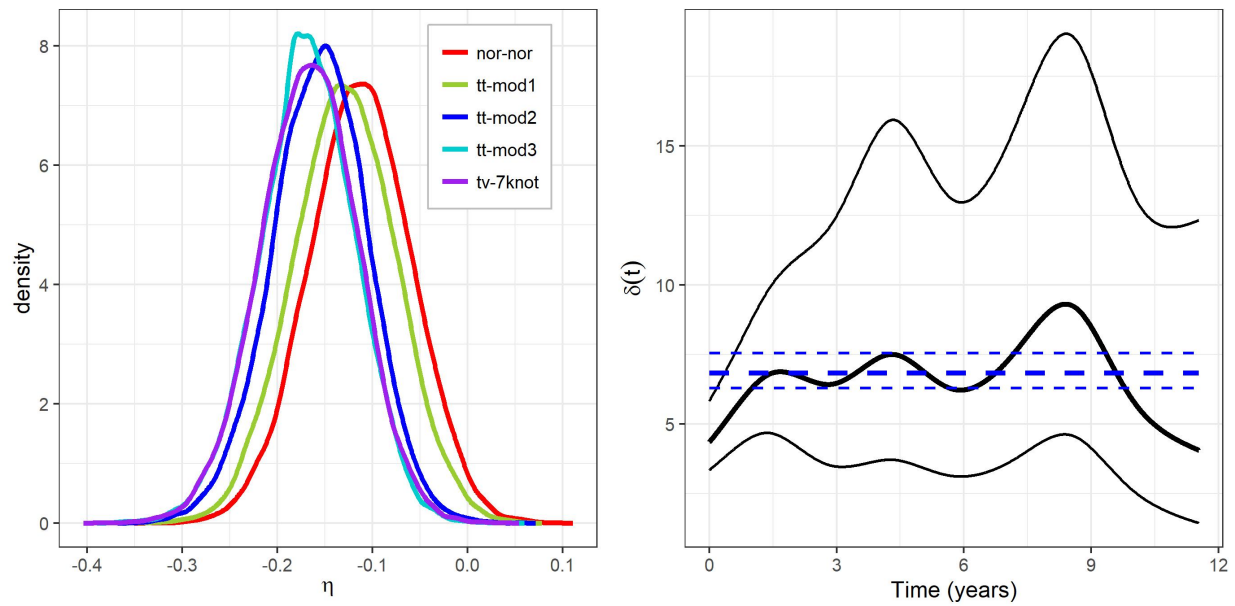 8
6
4
2
0
density
-0.4
-0.3
-0.2
-0.1
0.0
0.1
η
nor-nor
tt-mod1
tt-mod2
tt-mod3
tv-7knot
15
10
5
δ(t)
0
3
6
9
12
Time (years)